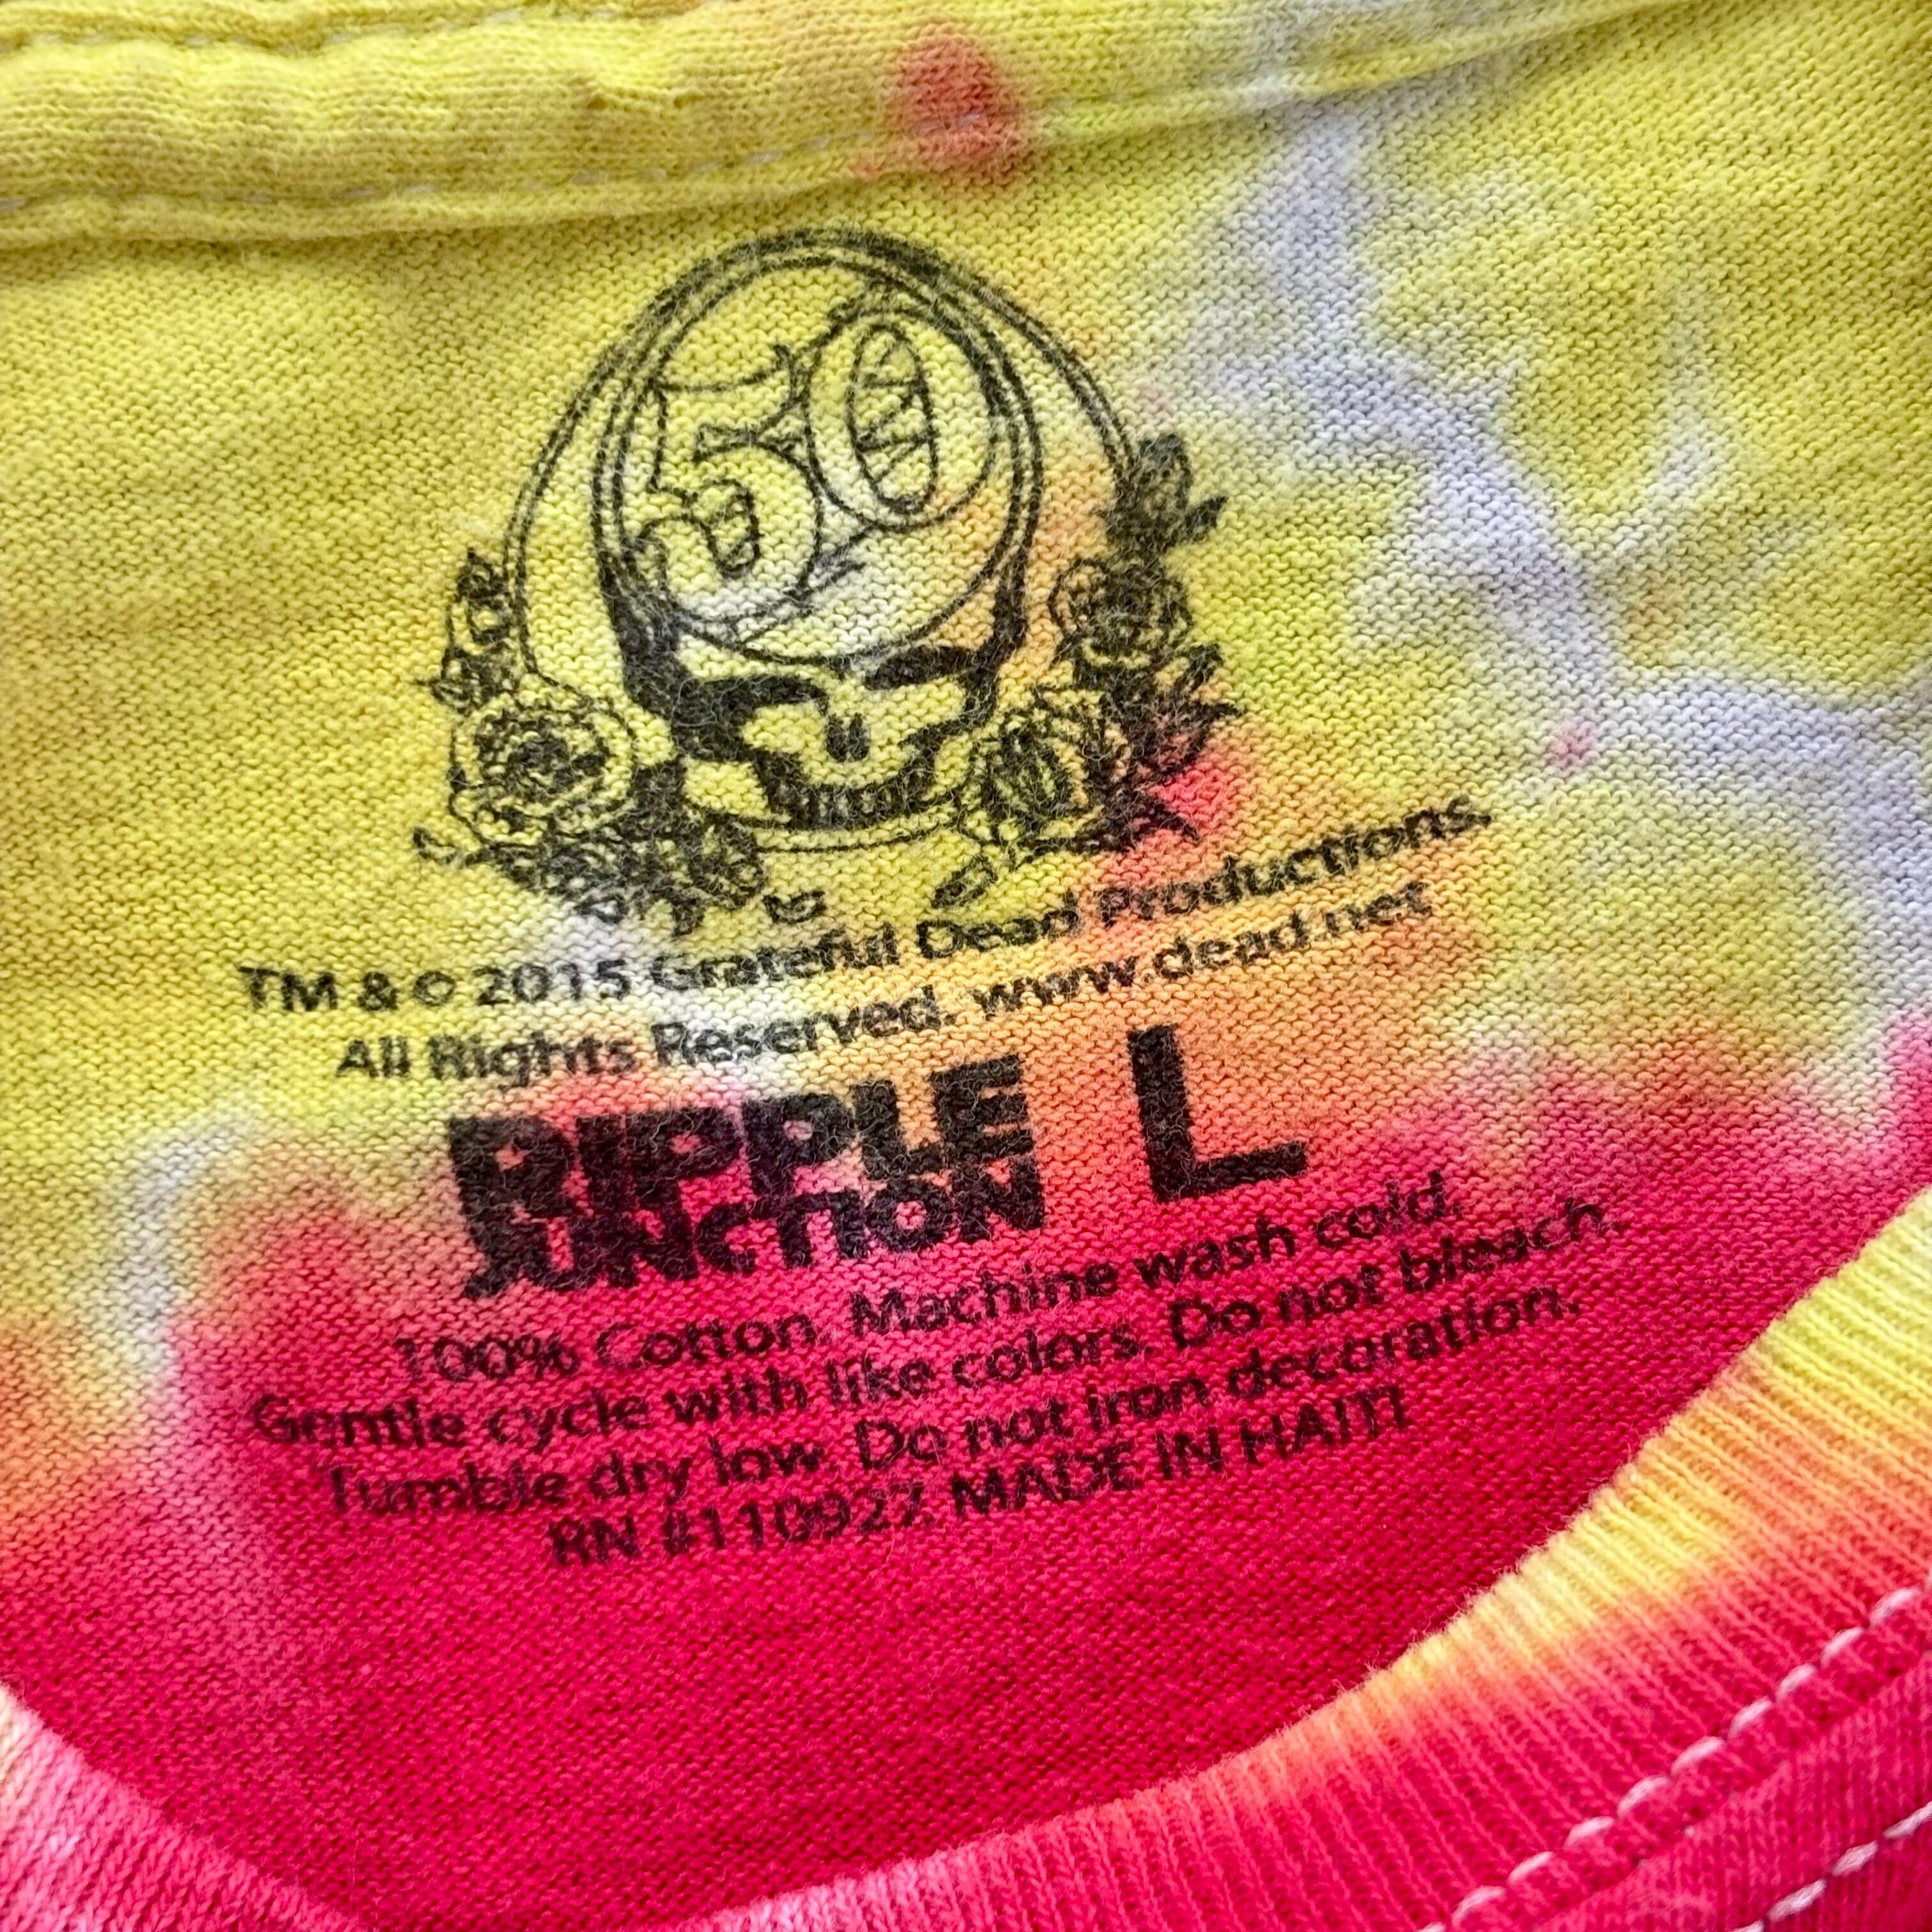 50
TM & © 2015 Grateful Dead Productions.
All Rights Reserved. www.dead.net
RIPPLE
JUNCTION L
100% Cotton. Machine wash cold.
Gentle cycle with like colors. Do not bleach.
Tumble dry low. Do not iron decoration.
RN #110927. MADE IN HAITI